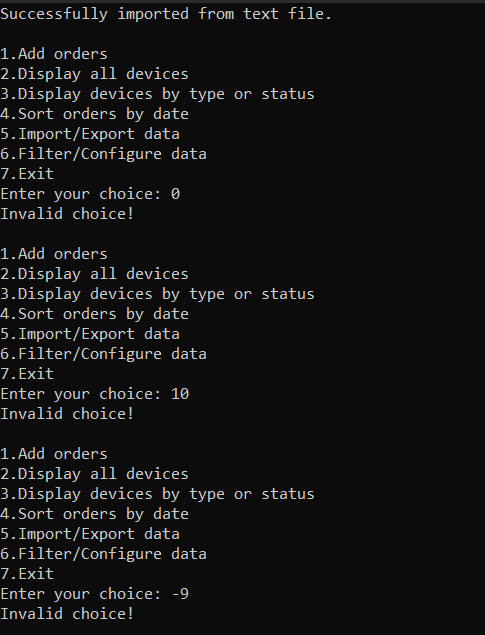 Successfully imported from text file.
1.Add orders
2.Display all devices
3.Display devices by type or status
4.Sort orders by date
5.Import/Export data
6.Filter/Configure data
7.Exit
Enter your choice: 0
Invalid choice!
1.Add orders
2.Display all devices
3.Display devices by type or status
4.Sort orders by date
5.Import/Export data
6.Filter/Configure data
7.Exit
Enter your choice: 10
Invalid choice!
1.Add orders
2.Display all devices
3.Display devices by type or status
4.Sort orders by date
5.Import/Export data
6.Filter/Configure data
7.Exit
Enter your choice: -9
Invalid choice!